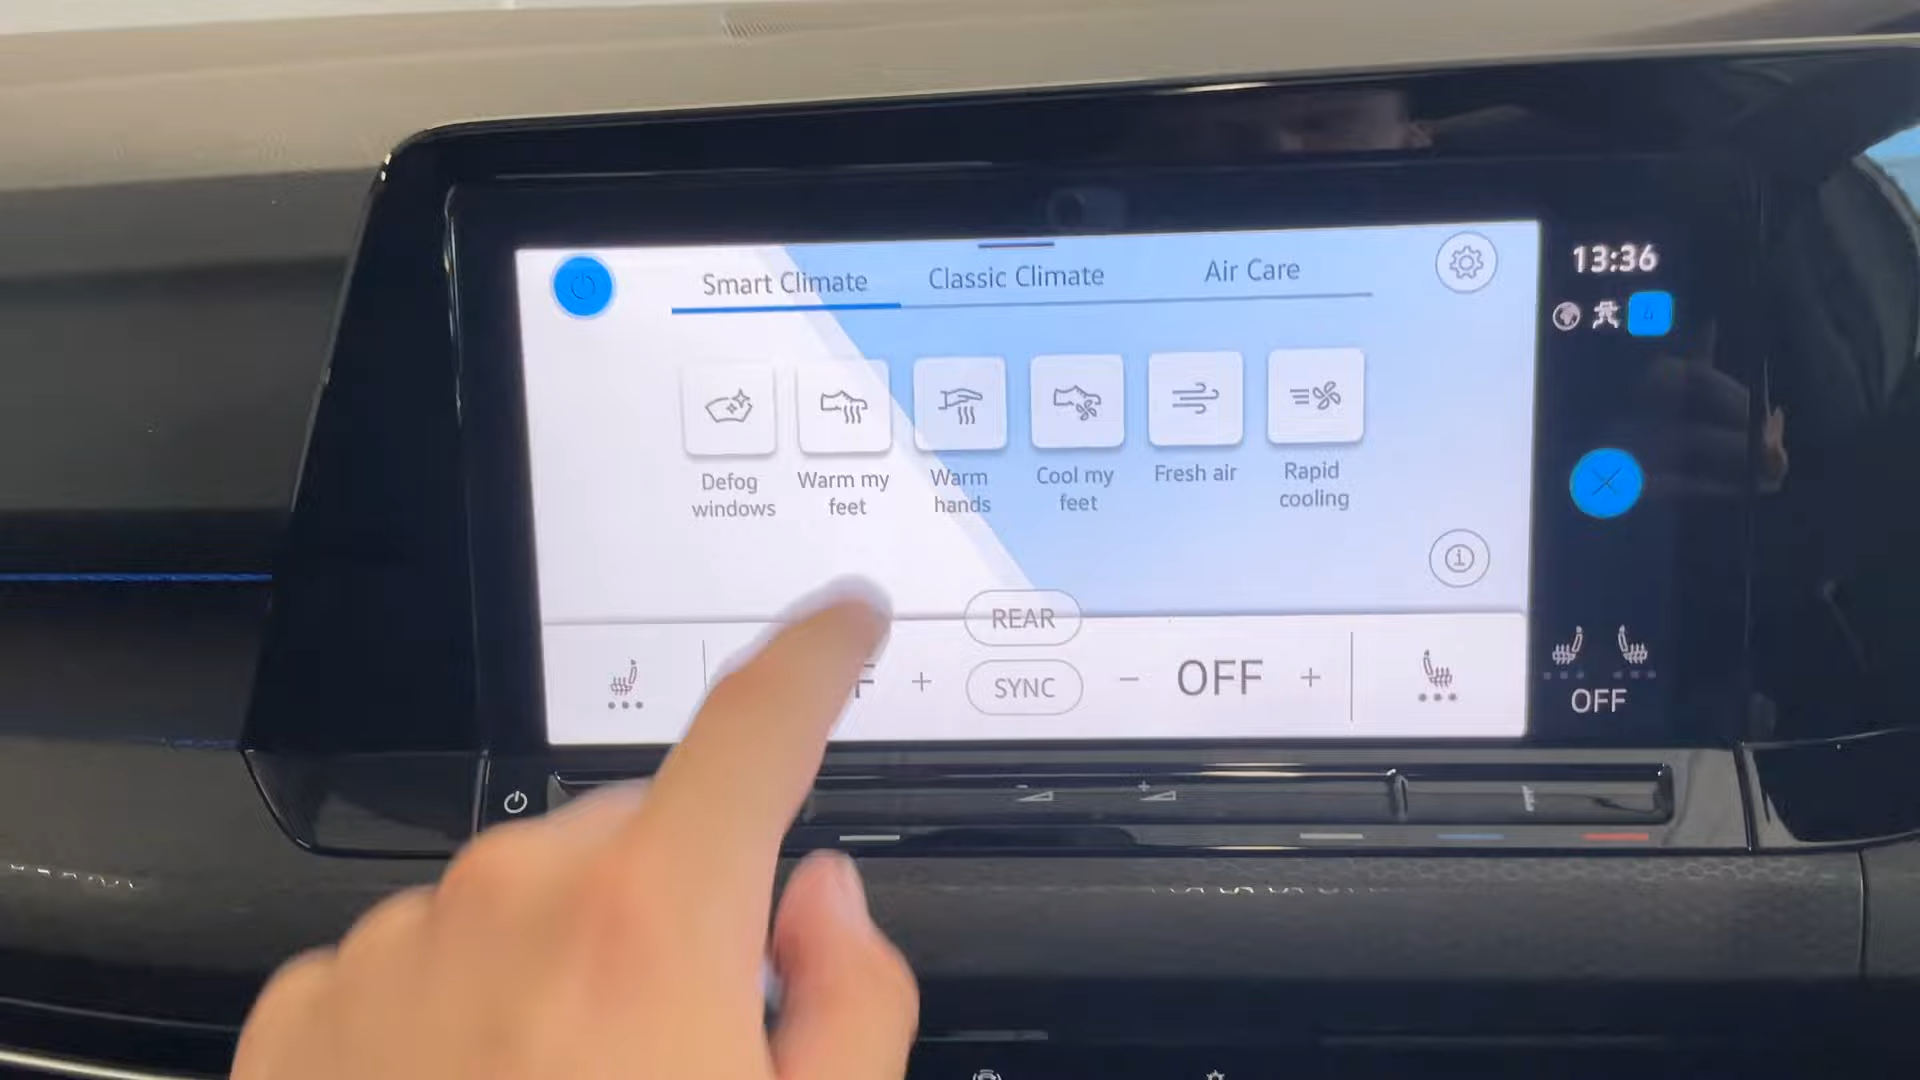 Smart Climate
Classic Climate
Air Care
13:36
Defog
windows
Warm my
feet
Warm
hands
Cool my
feet
Fresh air
Rapid
cooling
REAR
SYNC
OFF
OFF